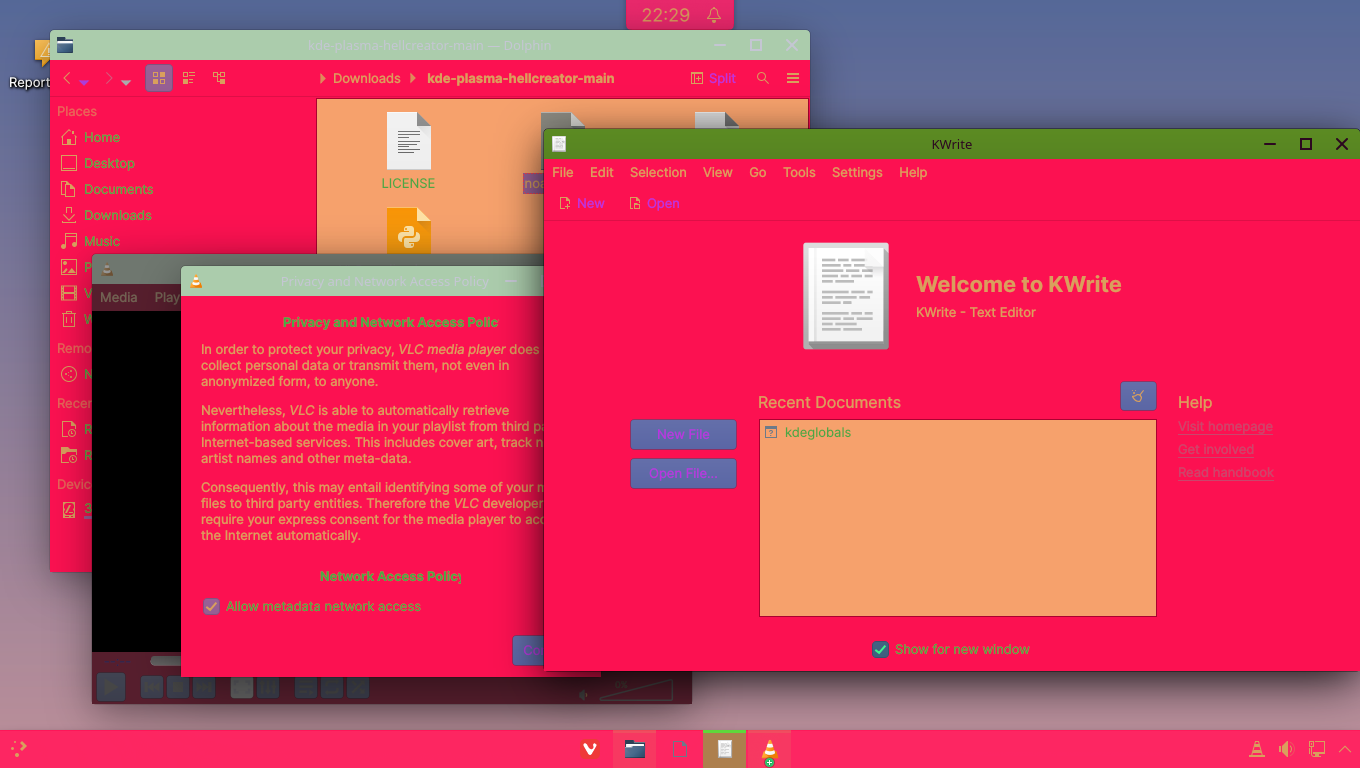 22:29
Report
kde-plasma-hellcreator-main — Dolphin
Downloads
kde-plasma-hellcreator-main
Split
Places
Home
Desktop
Documents
Downloads
Music
LICENSE
KWrite
File Edit Selection View Go Tools Settings Help
New Open
Welcome to KWrite
KWrite - Text Editor
Recent Documents
kdeglobals
New File
Open File...
Help
Visit homepage
Get involved
Read handbook
Show for new window
Media Play
Privacy and Network Access Policy
Privacy and Network Access Polic
In order to protect your privacy, VLC media player does
collect personal data or transmit them, not even in
anonymized form, to anyone.
Nevertheless, VLC is able to automatically retrieve
information about the media in your playlist from third pa
Internet-based services. This includes cover art, track n
artist names and other meta-data.
Consequently, this may entail identifying some of your m
files to third party entities. Therefore the VLC developer
require your express consent for the media player to acc
the Internet automatically.
Network Access Policy
Allow metadata network access
Remo
Recen
Devic
0%